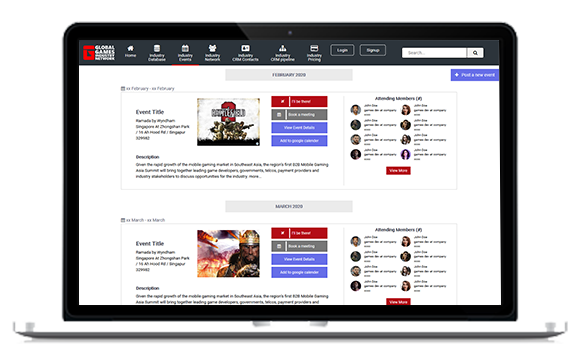 GLOBAL
GAMES
INDUSTRY
NETWORK
Home
Industry
Database
Industry
Events
Industry
Network
Industry
CRM Contacts
Industry
CRM pipeline
Industry
Pricing
Login
Signup
Search...
FEBRUARY 2020
+ Post a new event
xx February - xx February
Event Title
Ramada by Wyndham
Singapore At Zhongshan Park
/ 16 Ah Hood Rd / Singapur
329982
I'll be there!
Book a meeting
View Event Details
Add to google calender
Attending Members (#)
John Doe
games dev at company
xxxx
John Doe
games dev at company
xxxx
John Doe
games dev at company
xxxx
John Doe
games dev at company
xxxx
John Doe
games dev at company
xxxx
John Doe
games dev at company
xxxx
John Doe
games dev at company
xxxx
John Doe
games dev at company
xxxx
View More
Description
Given the rapid growth of the mobile gaming market in Southeast Asia, the region's first B2B Mobile Gaming
Asia Summit will bring together leading game developers, governments, telcos, payment providers and
industry stakeholders to discuss opportunities for the industry. more...
MARCH 2020
xx March - xx March
Event Title
Ramada by Wyndham
Singapore At Zhongshan Park
/ 16 Ah Hood Rd / Singapur
329982
I'll be there!
Book a meeting
View Event Details
Add to google calender
Attending Members (#)
John Doe
games dev at company
xxxx
John Doe
games dev at company
xxxx
John Doe
games dev at company
xxxx
John Doe
games dev at company
xxxx
John Doe
games dev at company
xxxx
John Doe
games dev at company
xxxx
John Doe
games dev at company
xxxx
John Doe
games dev at company
xxxx
View More
Description
Given the rapid growth of the mobile gaming market in Southeast Asia, the region's first B2B Mobile Gaming
Asia Summit will bring together leading game developers, governments, telcos, payment providers and